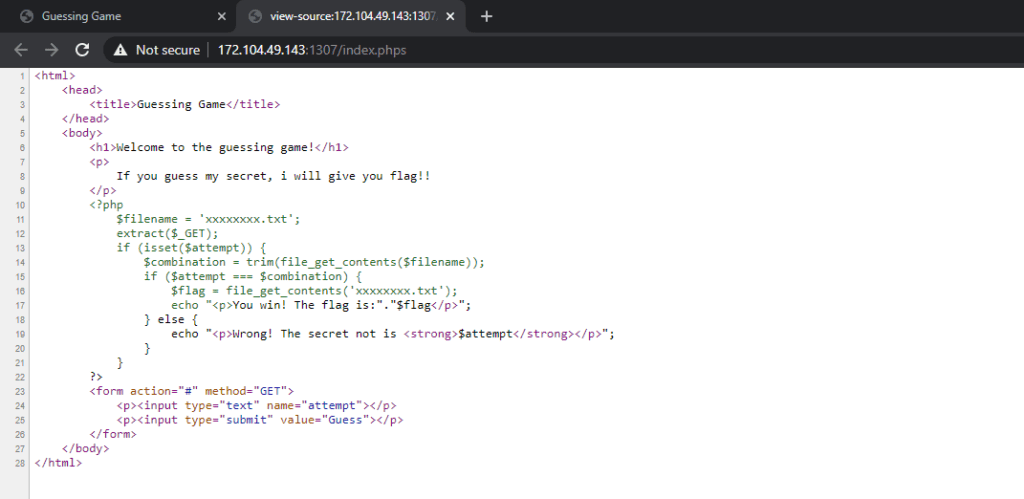 Guessing Game
view-source:172.104.49.143:1307
Not secure 172.104.49.143:1307/index.phps
1 <html>
2 <head>
3 <title>Guessing Game</title>
4 </head>
5 <body>
6 <h1>Welcome to the guessing game!</h1>
7 <p>
8 If you guess my secret, i will give you flag!!
9 </p>
10 <?php
11 $filename = 'xxxxxxxx.txt';
12 extract($_GET);
13 if (isset($attempt)) {
14 $combination = trim(file_get_contents($filename));
15 if ($attempt === $combination) {
16 $flag = file_get_contents('xxxxxxxx.txt');
17 echo "<p>You win! The flag is:"."$flag</p>";
18 } else {
19 echo "<p>Wrong! The secret not is <strong>$attempt</strong></p>";
20 }
21 }
22 ?>
23 <form action="#" method="GET">
24 <p><input type="text" name="attempt"></p>
25 <p><input type="submit" value="Guess"></p>
26 </form>
27 </body>
28 </html>